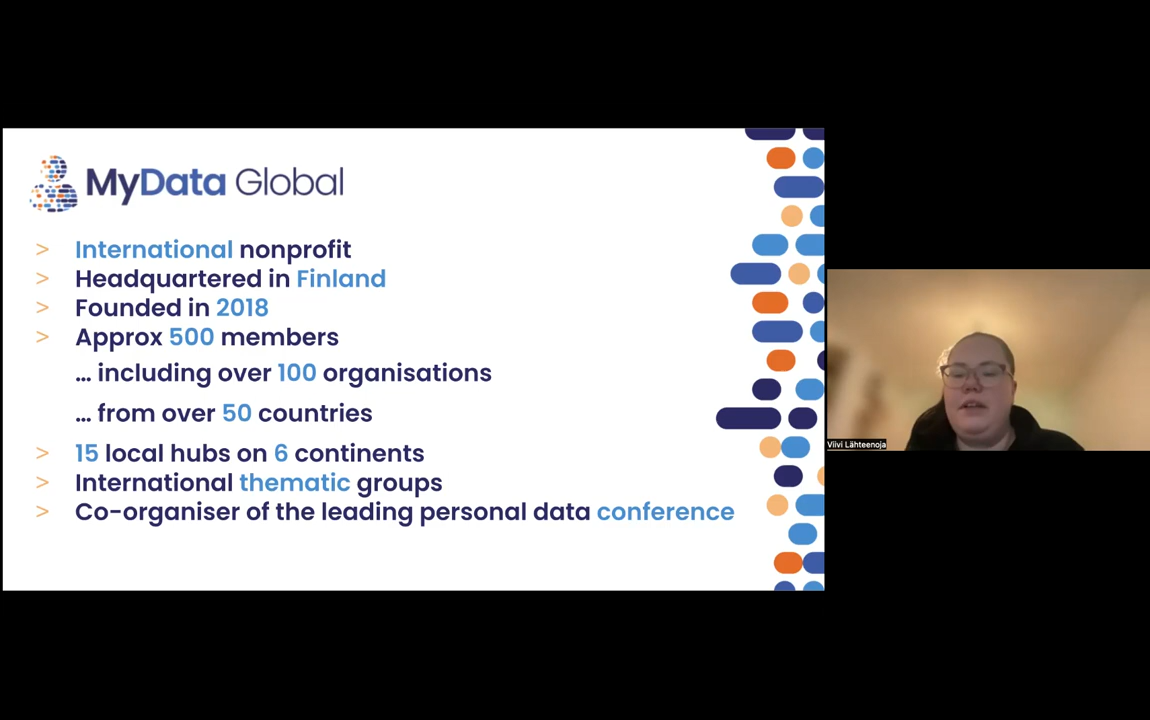 MyData Global
> International nonprofit
> Headquartered in Finland
> Founded in 2018
> Approx 500 members
... including over 100 organisations
... from over 50 countries
> 15 local hubs on 6 continents
> International thematic groups
> Co-organiser of the leading personal data conference
Viivi Lähteenoja